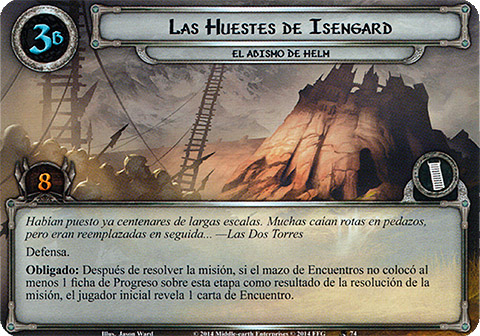 3B
Las Huestes de Isengard
El Abismo de Helm
8
Habían puesto ya centenares de largas escalas. Muchas caían rotas en pedazos,
pero eran reemplazadas en seguida... —Las Dos Torres
Defensa.
Obligado: Después de resolver la misión, si el mazo de Encuentros no colocó al
menos 1 ficha de Progreso sobre esta etapa como resultado de la resolución de la
misión, el jugador inicial revela 1 carta de Encuentro.
Illus. Jason Ward
© 2014 Middle-earth Enterprises © 2014 FFG
74